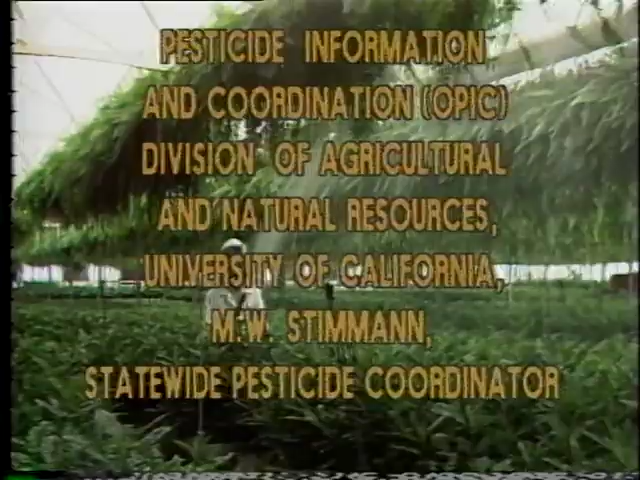 PESTICIDE INFORMATION
AND COORDINATION (OPIC)
DIVISION OF AGRICULTURAL
AND NATURAL RESOURCES,
UNIVERSITY OF CALIFORNIA,
M.W. STIMMANN,
STATEWIDE PESTICIDE COORDINATOR